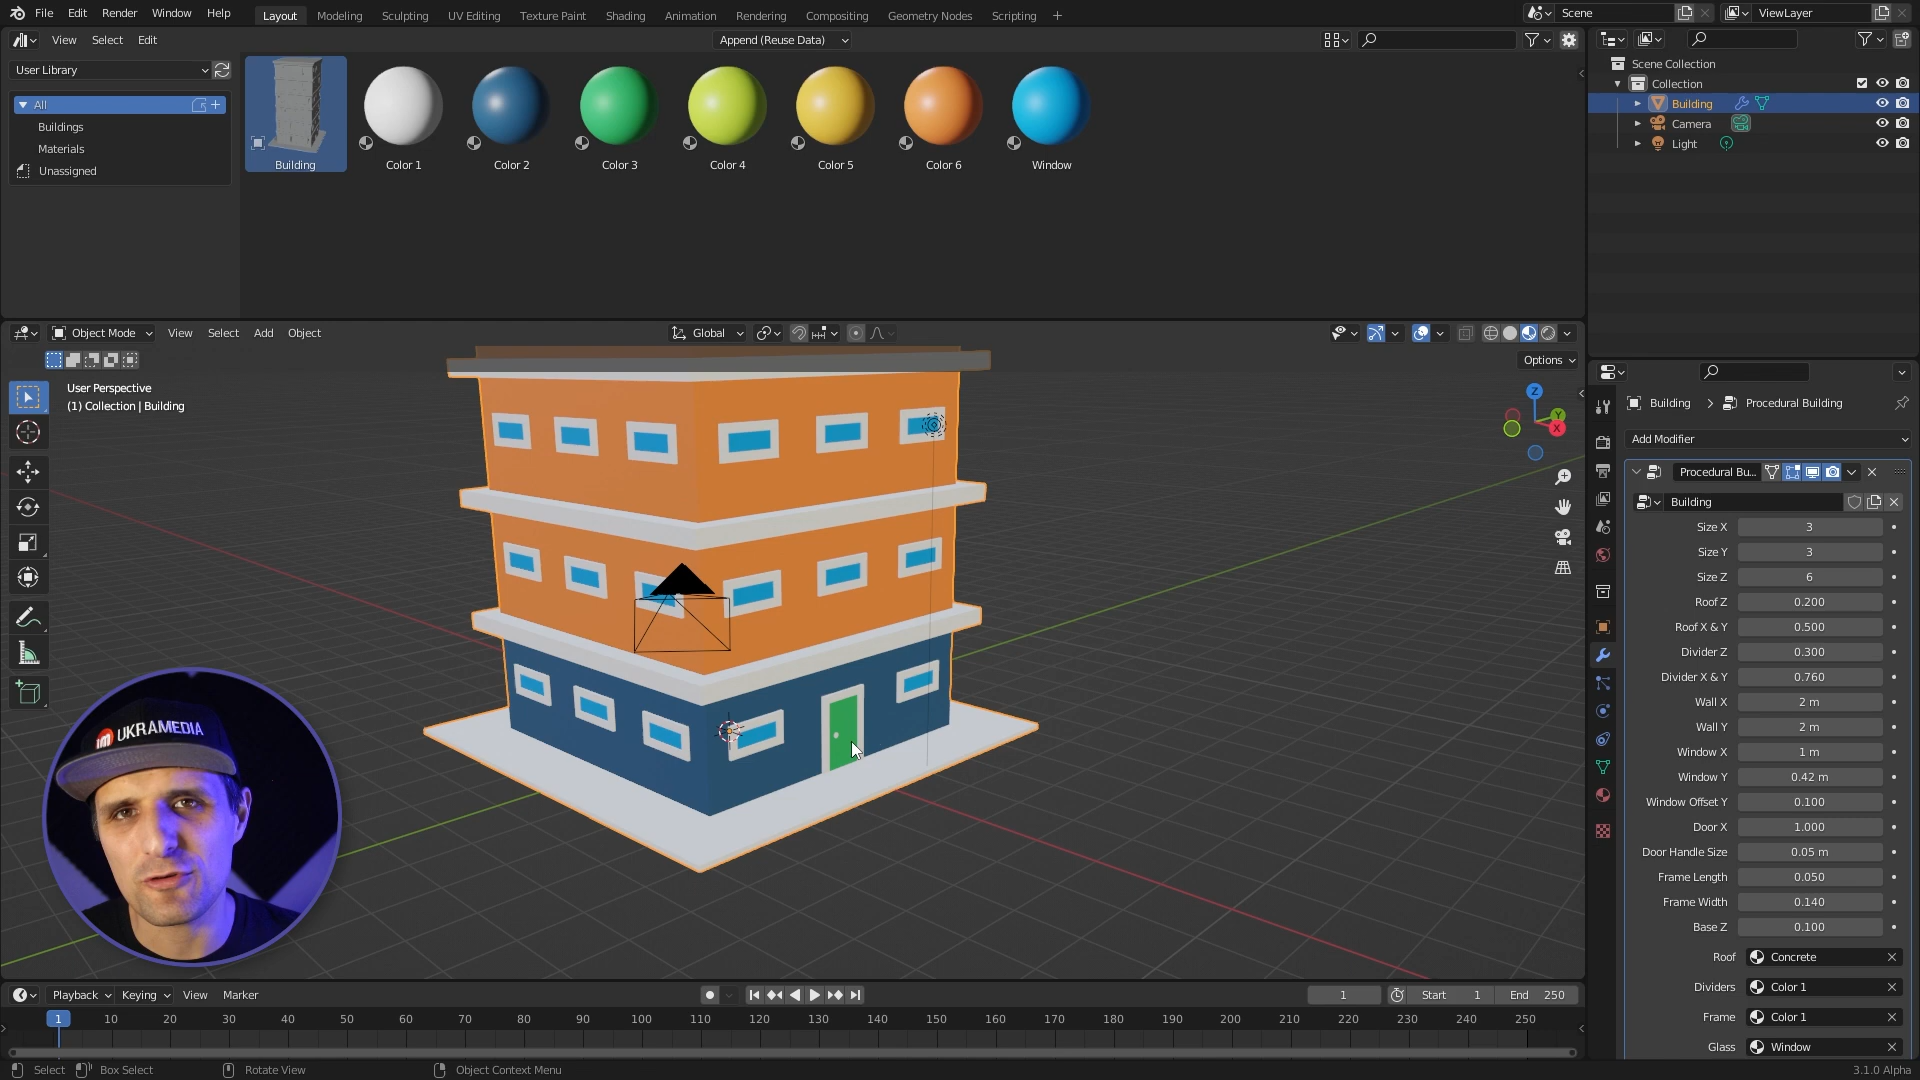 File Edit Render Window Help Layout Modeling Sculpting UV Editing Texture Paint Shading Animation Rendering Compositing Geometry Nodes Scripting + Scene ViewLayer
View Select Edit Append (Reuse Data)
User Library
All
Buildings
Materials
Unassigned
Building Color 1 Color 2 Color 3 Color 4 Color 5 Color 6 Window
Scene Collection
Collection
Building
Camera
Light
Object Mode View Select Add Object Global
Options
User Perspective
(1) Collection | Building
Z
Y
X
UKRAMEDIA
Building > Procedural Building
Add Modifier
Procedural Bu...
Building
Size X 3
Size Y 3
Size Z 6
Roof Z 0.200
Roof X & Y 0.500
Divider Z 0.300
Divider X & Y 0.760
Wall X 2 m
Wall Y 2 m
Window X 1 m
Window Y 0.42 m
Window Offset Y 0.100
Door X 1.000
Door Handle Size 0.05 m
Frame Length 0.050
Frame Width 0.140
Base Z 0.100
Roof Concrete
Dividers Color 1
Frame Color 1
Glass Window
Playback Keying View Marker 1 Start 1 End 250
1 10 20 30 40 50 60 70 80 90 100 110 120 130 140 150 160 170 180 190 200 210 220 230 240 250
Select Box Select Rotate View Object Context Menu 3.1.0 Alpha